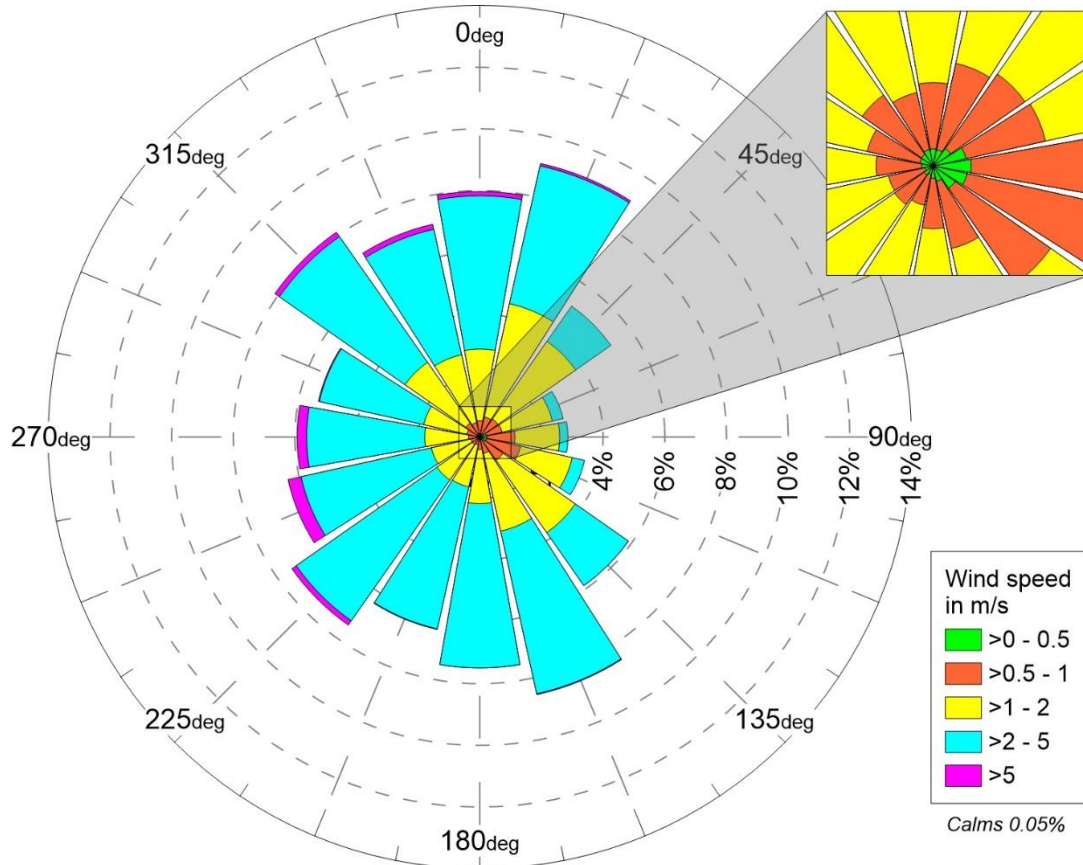 0deg
315deg
45deg
270deg
90deg
4%
6%
8%
10%
12%
14%
225deg
135deg
180deg
Wind speed
in m/s
>0 - 0.5
>0.5 - 1
>1 - 2
>2 - 5
>5
Calms 0.05%